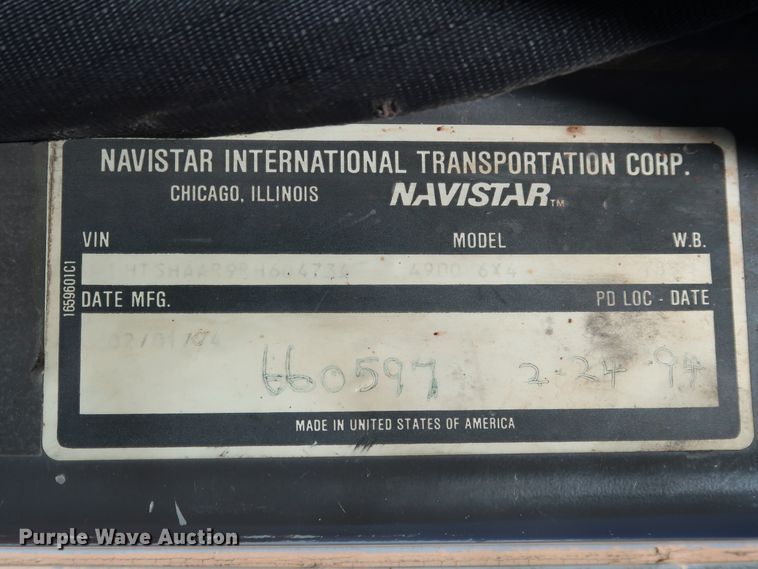 NAVISTAR INTERNATIONAL TRANSPORTATION CORP.
CHICAGO, ILLINOIS NAVISTAR™
VIN MODEL W.B.
4900 6X4
1659601C1
DATE MFG. PD LOC - DATE
660597 2-24-94
MADE IN UNITED STATES OF AMERICA
Purple Wave Auction